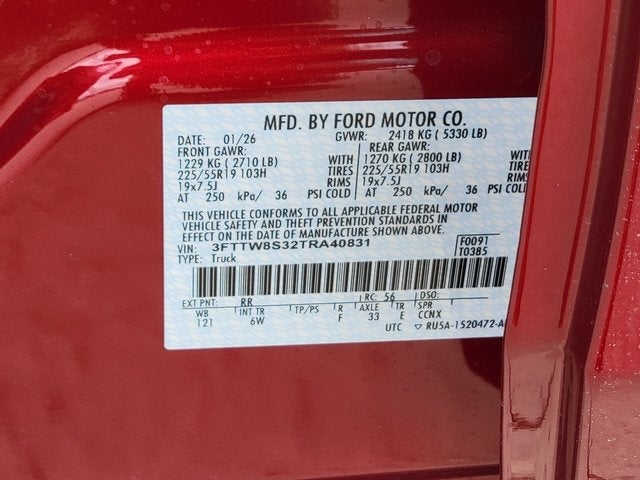 MFD. BY FORD MOTOR CO.
DATE: 01/26 GVWR: 2418 KG ( 5330 LB)
FRONT GAWR: REAR GAWR:
1229 KG ( 2710 LB) WITH 1270 KG ( 2800 LB) WITH
225/55R19 103H TIRES 225/55R19 103H TIRES
19x7.5J RIMS 19x7.5J RIMS
AT 250 kPa/ 36 PSI COLD AT 250 kPa/ 36 PSI COLD
THIS VEHICLE CONFORMS TO ALL APPLICABLE FEDERAL MOTOR
VEHICLE SAFETY AND THEFT PREVENTION STANDARDS IN
EFFECT ON THE DATE OF MANUFACTURE SHOWN ABOVE.
VIN: 3FTTW8S32TRA40831 F0091
TYPE: Truck T0385
EXT PNT: RR RC: 56 DSO:
WB INT TR TP/PS R AXLE TR SPR
121 6W F 33 E CCNX
UTC ▽ RU5A-1520472-A